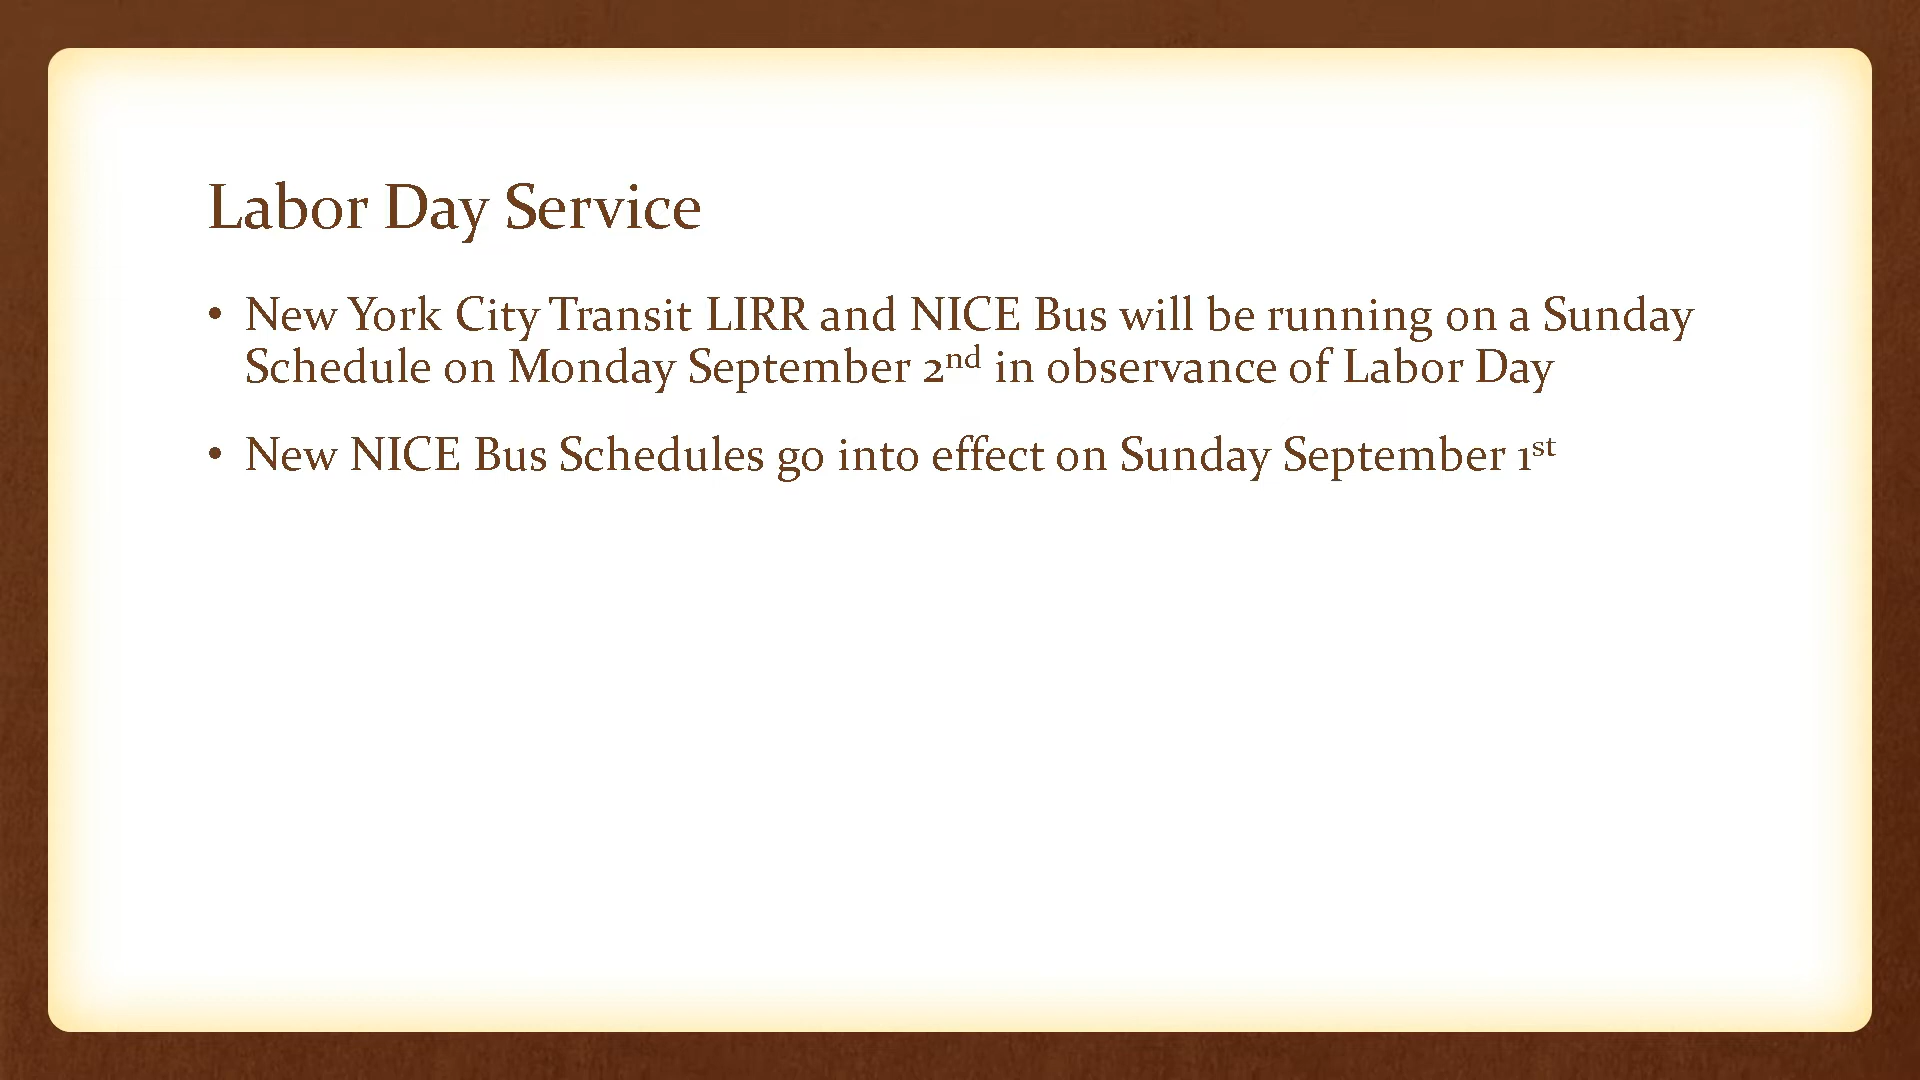 Labor Day Service
• New York City Transit LIRR and NICE Bus will be running on a Sunday
Schedule on Monday September 2nd in observance of Labor Day
• New NICE Bus Schedules go into effect on Sunday September 1st